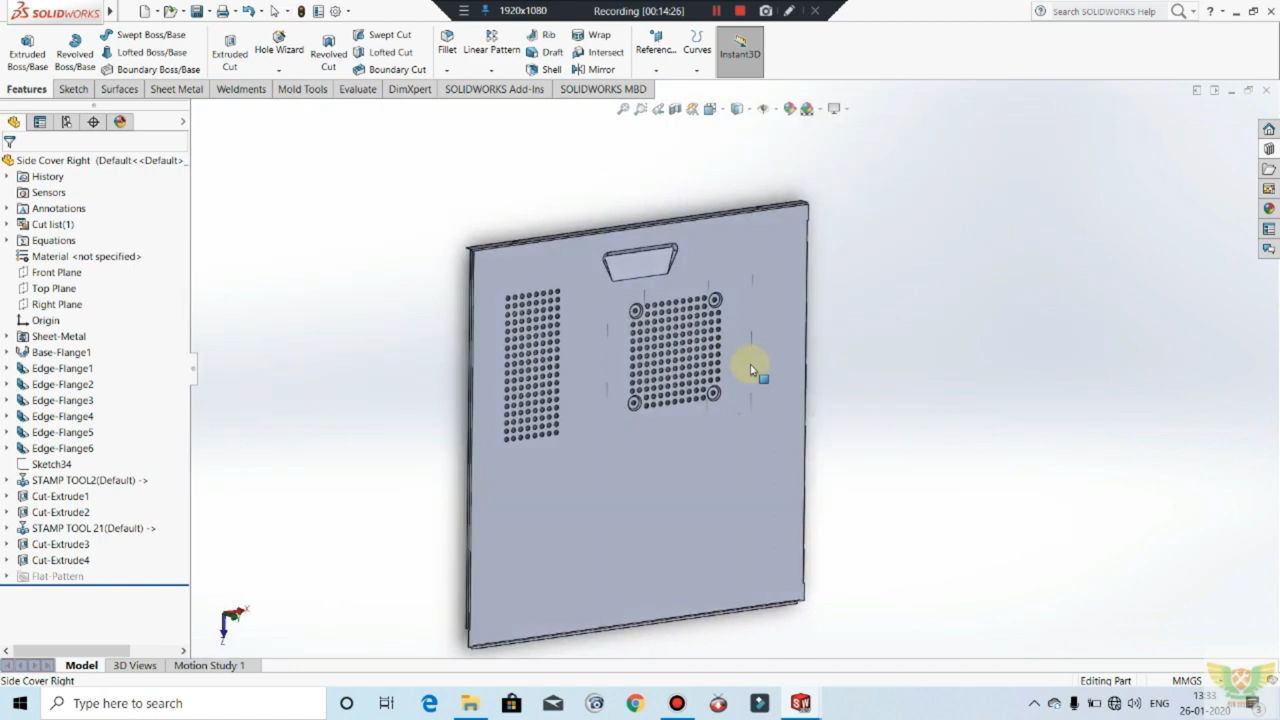 SOLIDWORKS
1920x1080
Recording [00:14:26]
Search SOLIDWORKS Help
Extruded Boss/Base
Revolved Boss/Base
Swept Boss/Base
Lofted Boss/Base
Boundary Boss/Base
Extruded Cut
Hole Wizard
Revolved Cut
Swept Cut
Lofted Cut
Boundary Cut
Fillet
Linear Pattern
Rib
Draft
Shell
Wrap
Intersect
Mirror
Referenc...
Curves
Instant3D
Features
Sketch
Surfaces
Sheet Metal
Weldments
Mold Tools
Evaluate
DimXpert
SOLIDWORKS Add-Ins
SOLIDWORKS MBD
Side Cover Right (Default<<Default>_
History
Sensors
Annotations
Cut list(1)
Equations
Material <not specified>
Front Plane
Top Plane
Right Plane
Origin
Sheet-Metal
Base-Flange1
Edge-Flange1
Edge-Flange2
Edge-Flange3
Edge-Flange4
Edge-Flange5
Edge-Flange6
Sketch34
STAMP TOOL2(Default) ->
Cut-Extrude1
Cut-Extrude2
STAMP TOOL 21(Default) ->
Cut-Extrude3
Cut-Extrude4
Flat-Pattern
X
Z
Model
3D Views
Motion Study 1
Side Cover Right
Editing Part
MMGS
Type here to search
ENG
13:33
26-01-2020